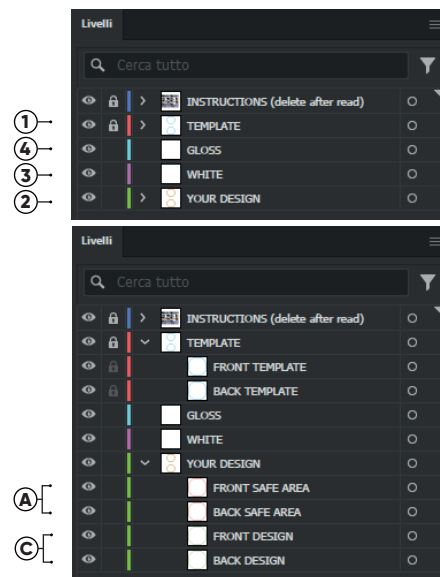 Livelli
Cerca tutto
INSTRUCTIONS (delete after read)
1 TEMPLATE
4 GLOSS
3 WHITE
2 YOUR DESIGN
Livelli
Cerca tutto
INSTRUCTIONS (delete after read)
TEMPLATE
FRONT TEMPLATE
BACK TEMPLATE
GLOSS
WHITE
YOUR DESIGN
A FRONT SAFE AREA
BACK SAFE AREA
C FRONT DESIGN
BACK DESIGN